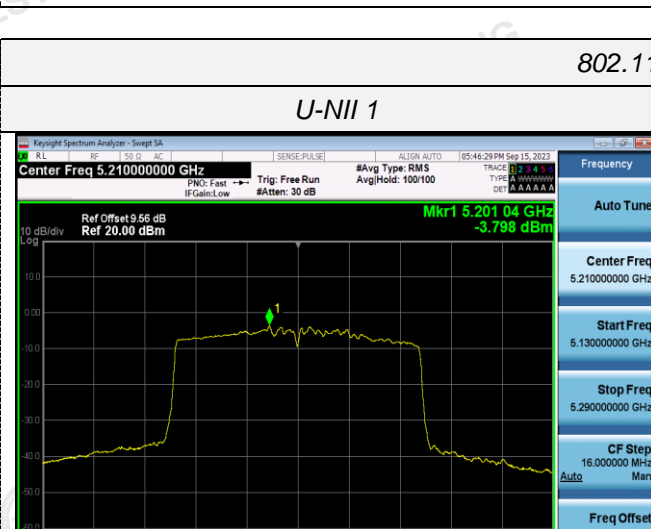 802.11
U-NII 1
Keysight Spectrum Analyzer - Swept SA
RL RF 50 Ω AC SENSE:PULSE ALIGN AUTO 05:46:29 PM Sep 15, 2023
Center Freq 5.210000000 GHz
PNO: Fast
IFGain:Low
Trig: Free Run
#Atten: 30 dB
#Avg Type: RMS
Avg|Hold: 100/100
TRACE 1 2 3 4 5 6
TYPE A WWWWW
DET A A A A A A
Ref Offset 9.56 dB
Ref 20.00 dBm
10 dB/div
Log
Mkr1 5.201 04 GHz
-3.798 dBm
1
10.0
0.00
-10.0
-20.0
-30.0
-40.0
-50.0
-60.0
Frequency
Auto Tune
Center Freq
5.210000000 GHz
Start Freq
5.130000000 GHz
Stop Freq
5.290000000 GHz
CF Step
16.000000 MHz
Auto Man
Freq Offset